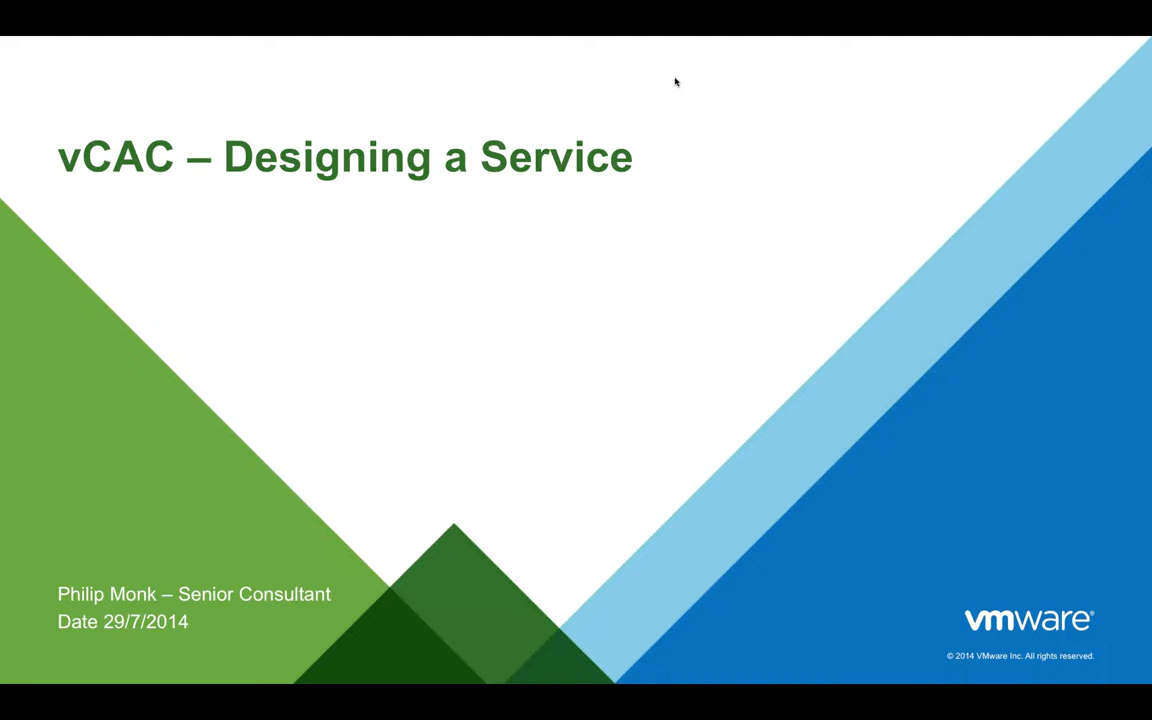 vCAC – Designing a Service
Philip Monk – Senior Consultant
Date 29/7/2014
vmware®
© 2014 VMware Inc. All rights reserved.